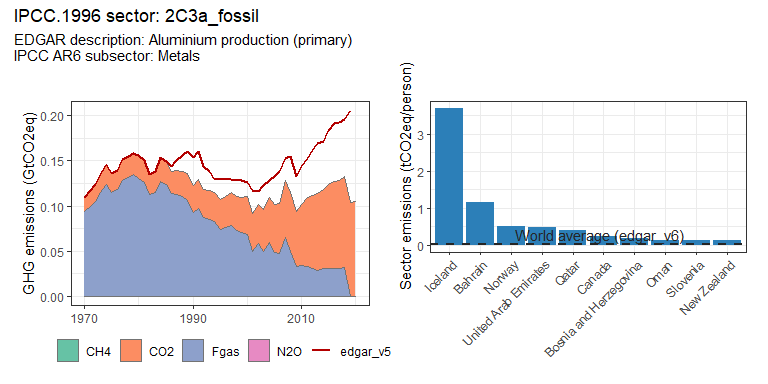 IPCC.1996 sector: 2C3a_fossil
EDGAR description: Aluminium production (primary)
IPCC AR6 subsector: Metals
GHG emissions (GtCO2eq)
0.20
0.15
0.10
0.05
0.00
1970
1990
2010
CH4
CO2
Fgas
N2O
edgar_v5
Sector emissions (tCO2eq/person)
3
2
1
0
World average (edgar_v6)
Iceland
Bahrain
Norway
United Arab Emirates
Qatar
Canada
Bosnia and Herzegovina
Oman
Slovenia
New Zealand